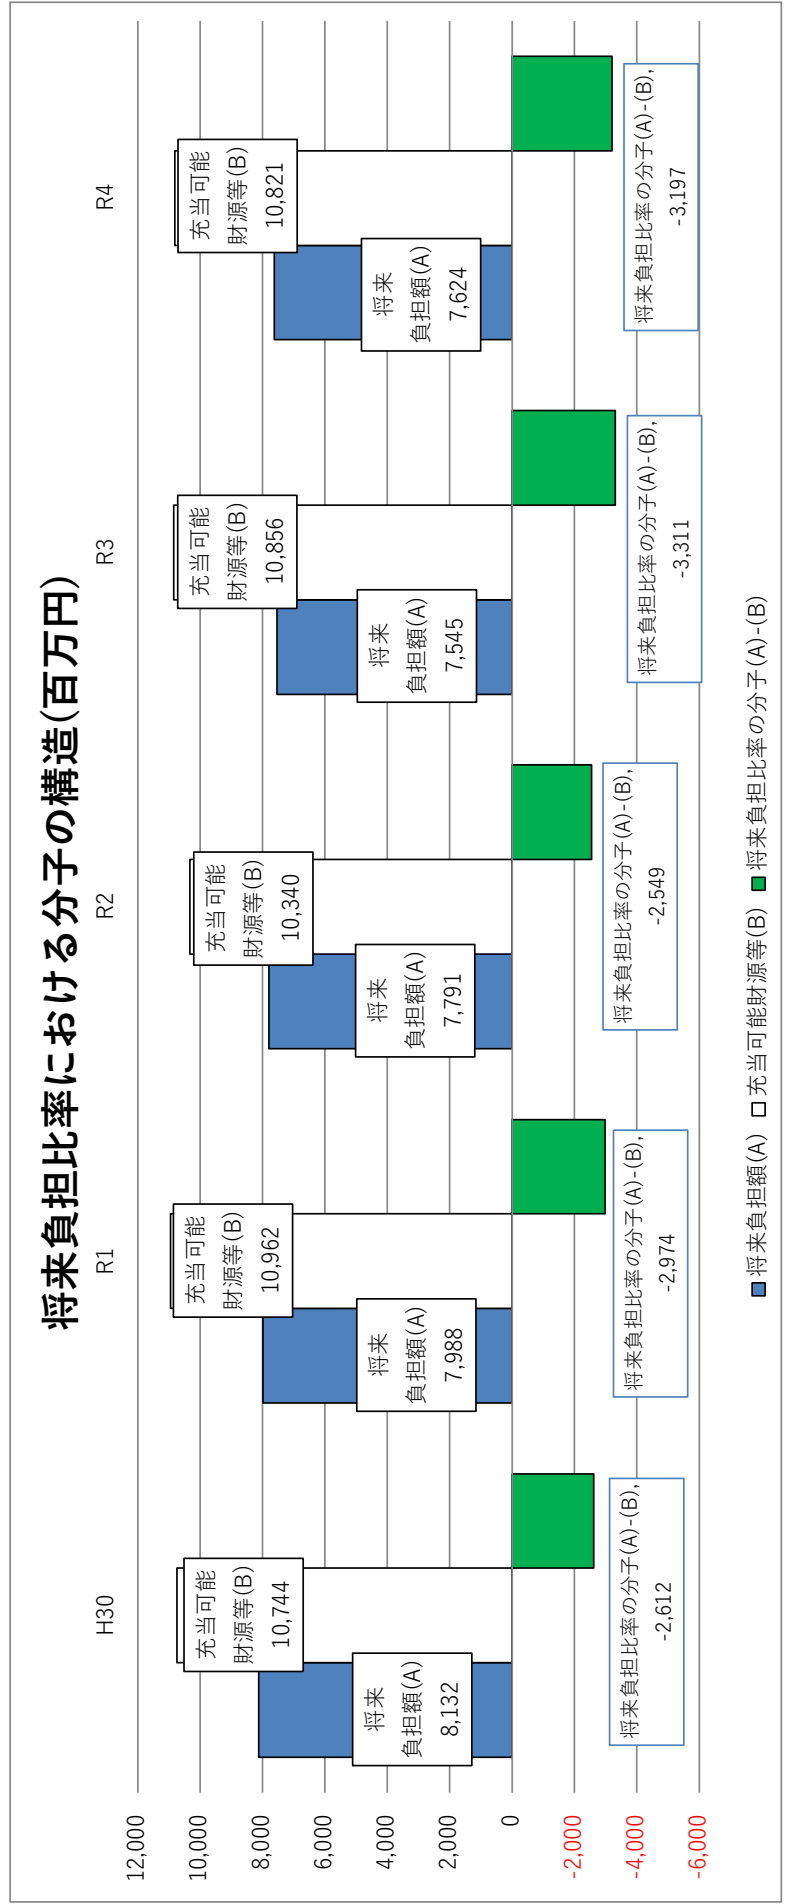 将来負担比率における分子の構造(百万円)
H30
R1
R2
R3
R4
12,000
10,000
8,000
6,000
4,000
2,000
0
-2,000
-4,000
-6,000
充当可能
財源等(B)
10,744
将来
負担額(A)
8,132
将来負担比率の分子(A)-(B),
-2,612
充当可能
財源等(B)
10,962
将来
負担額(A)
7,988
将来負担比率の分子(A)-(B),
-2,974
充当可能
財源等(B)
10,340
将来
負担額(A)
7,791
将来負担比率の分子(A)-(B),
-2,549
充当可能
財源等(B)
10,856
将来
負担額(A)
7,545
将来負担比率の分子(A)-(B),
-3,311
充当可能
財源等(B)
10,821
将来
負担額(A)
7,624
将来負担比率の分子(A)-(B),
-3,197
将来負担額(A) 充当可能財源等(B) 将来負担比率の分子(A)-(B)